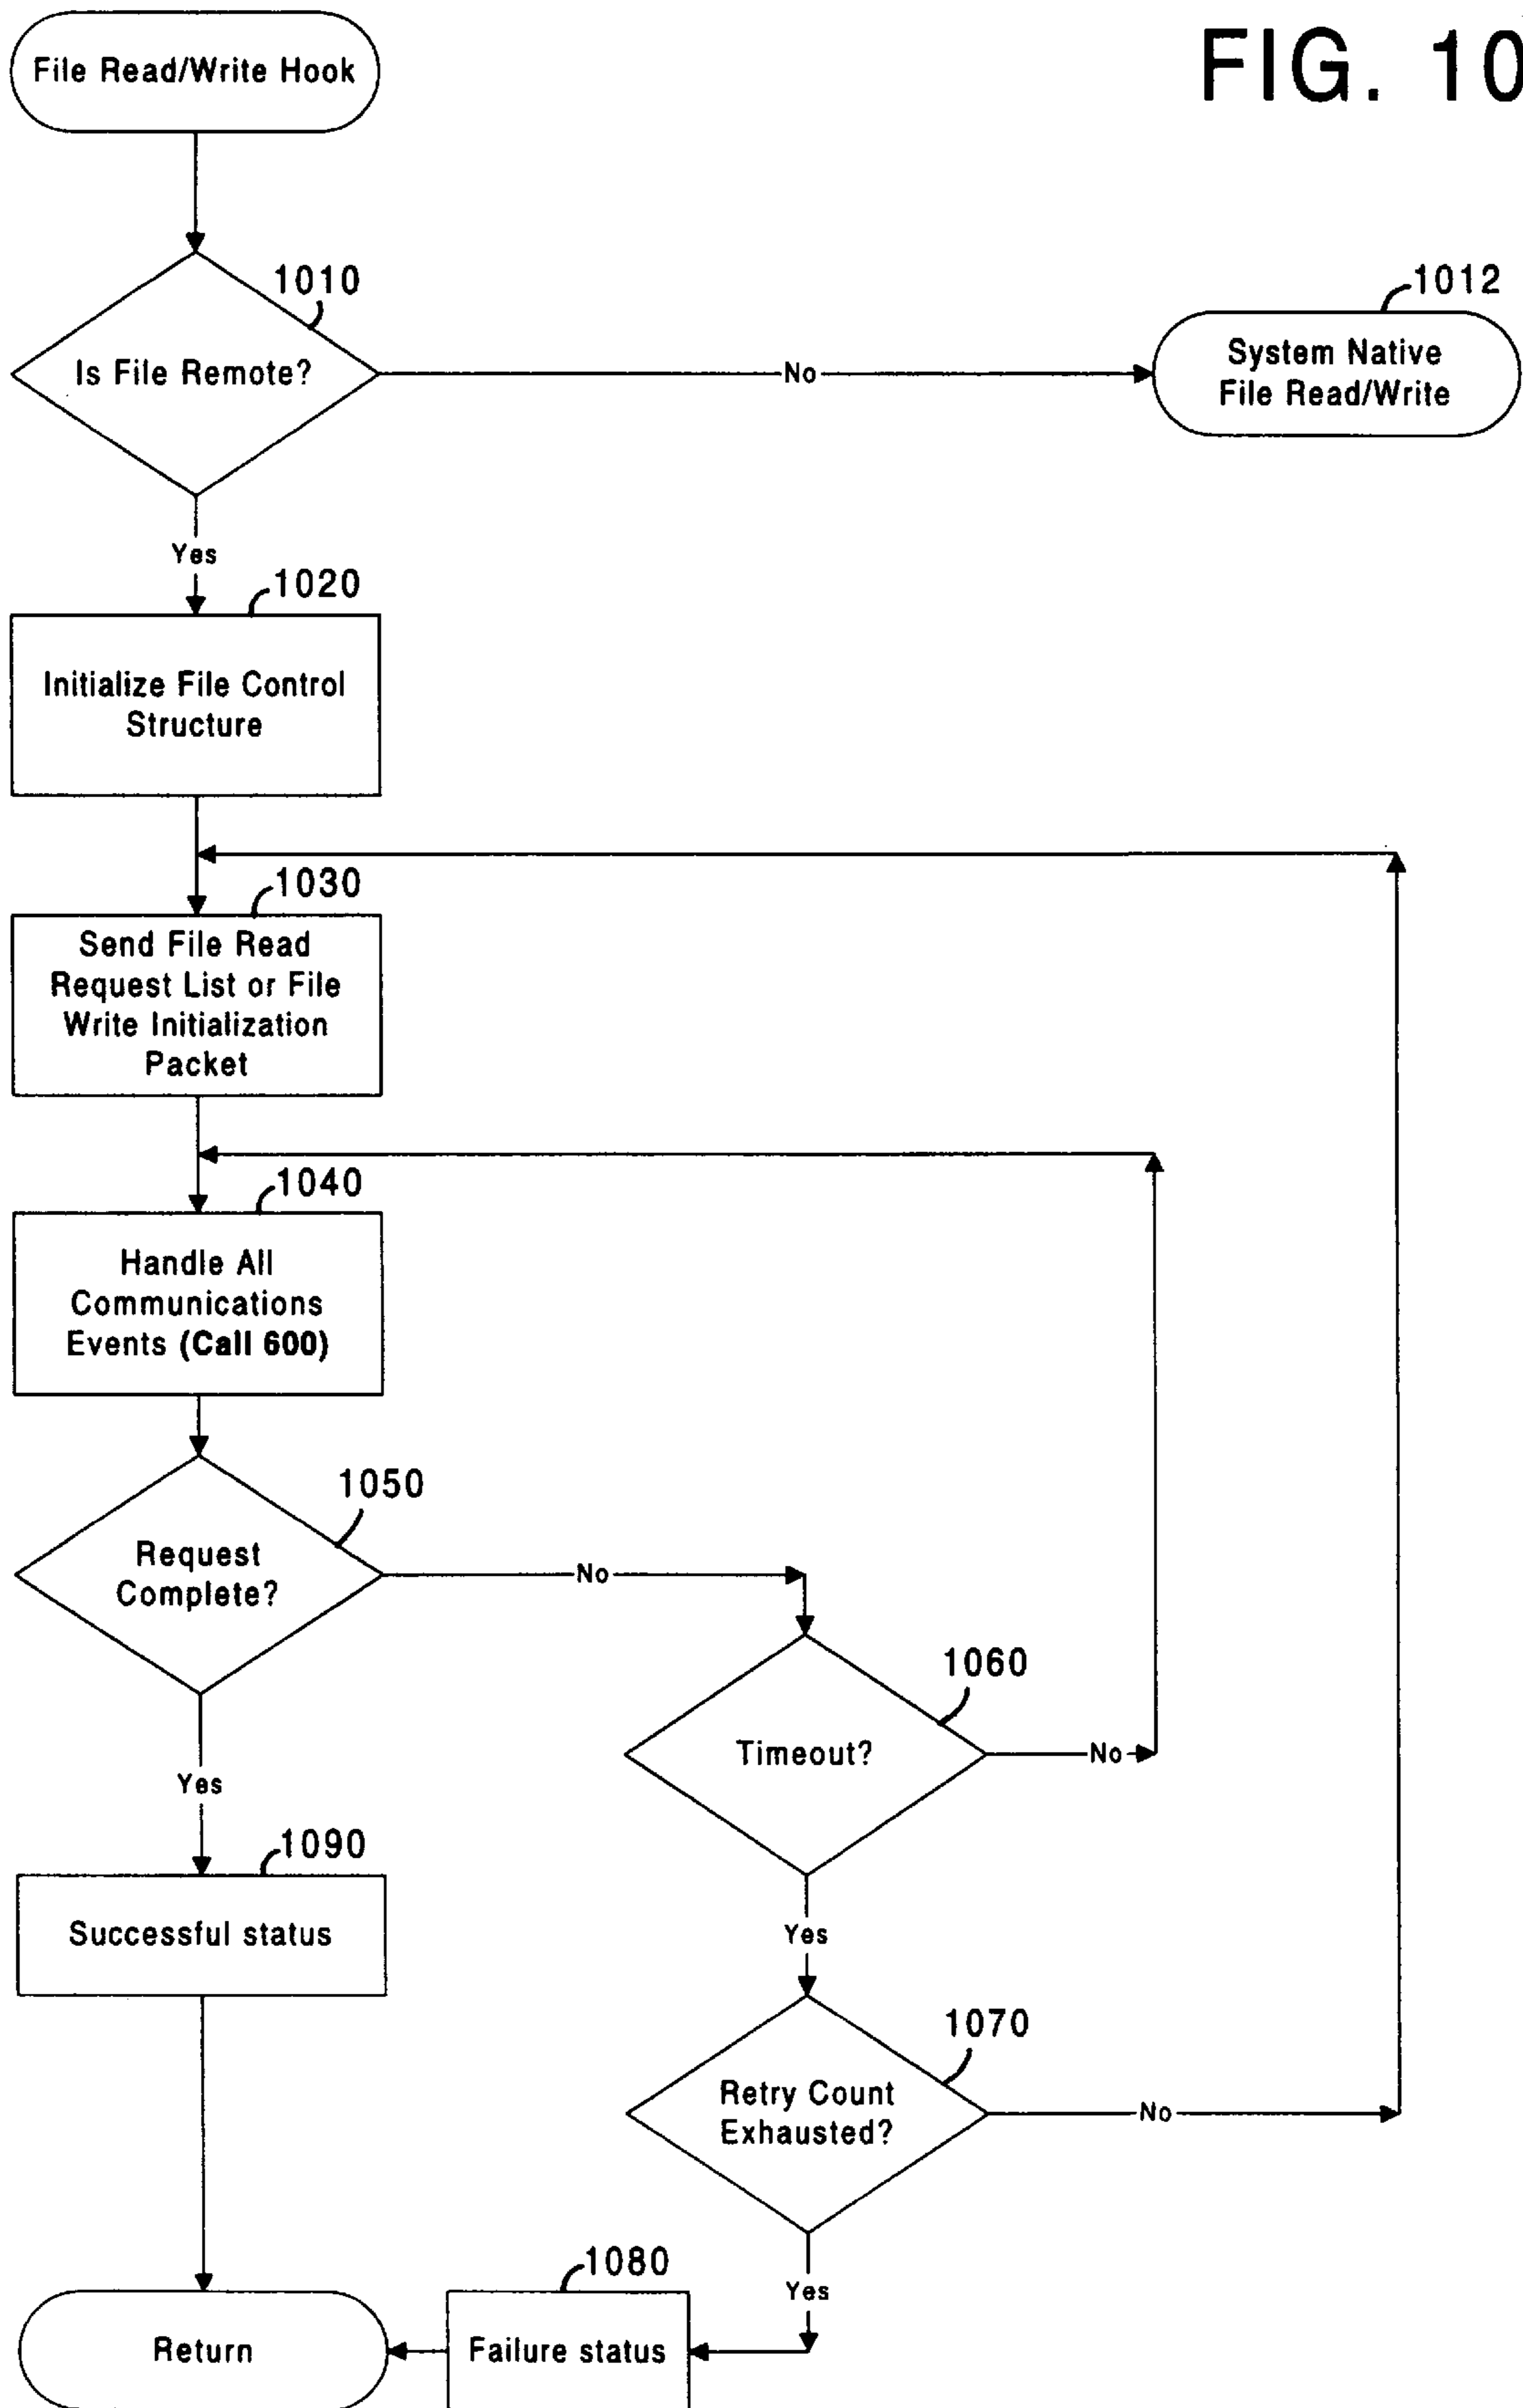 FIG. 10
File Read/Write Hook
1010
Is File Remote?
No
1012
System Native
File Read/Write
Yes
1020
Initialize File Control
Structure
1030
Send File Read
Request List or File
Write Initialization
Packet
1040
Handle All
Communications
Events (Call 600)
1050
Request
Complete?
No
1060
Timeout?
No
Yes
1090
Successful status
Yes
1070
Retry Count
Exhausted?
No
Yes
1080
Failure status
Return